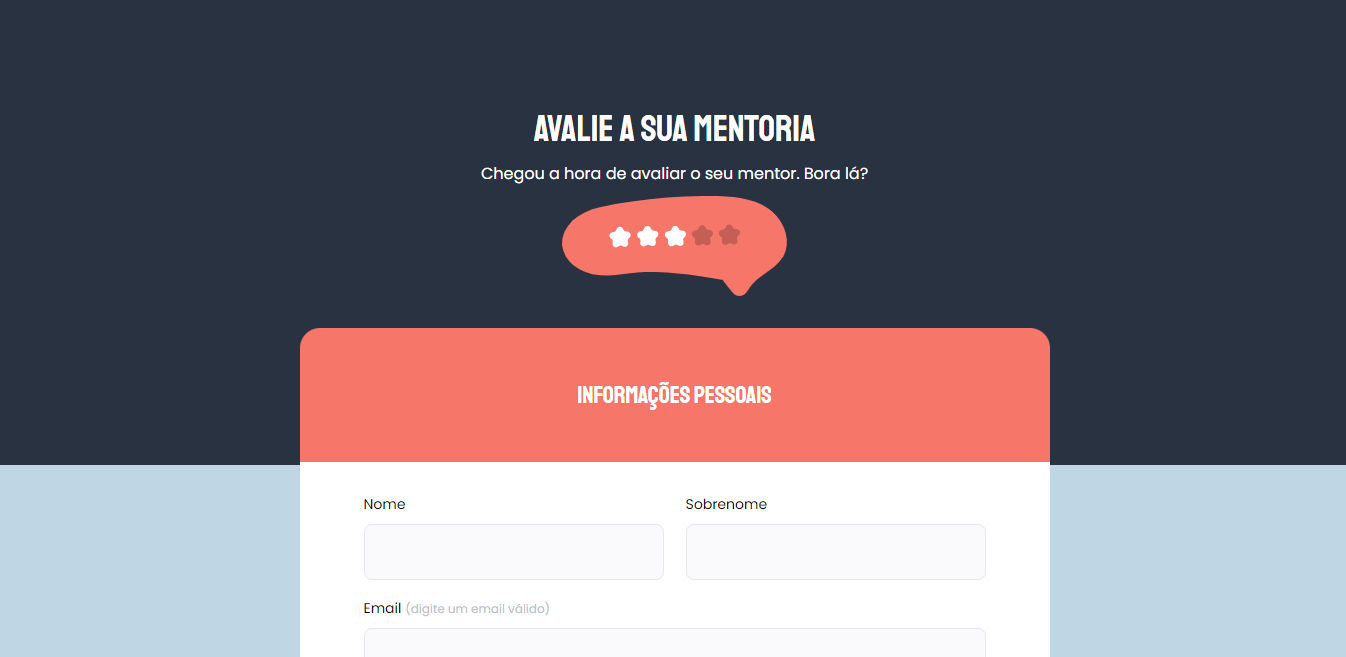 AVALIE A SUA MENTORIA
Chegou a hora de avaliar o seu mentor. Bora lá?
INFORMAÇÕES PESSOAIS
Nome
Sobrenome
Email (digite um email válido)